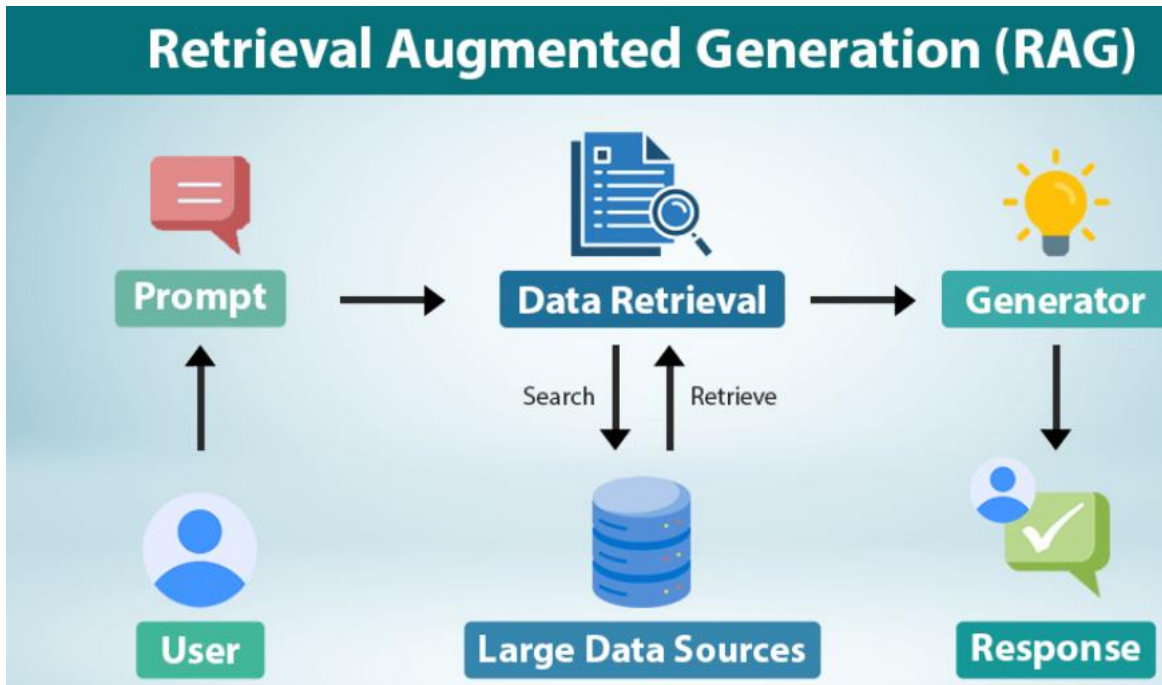 Retrieval Augmented Generation (RAG)
Prompt
Data Retrieval
Generator
Search
Retrieve
User
Large Data Sources
Response